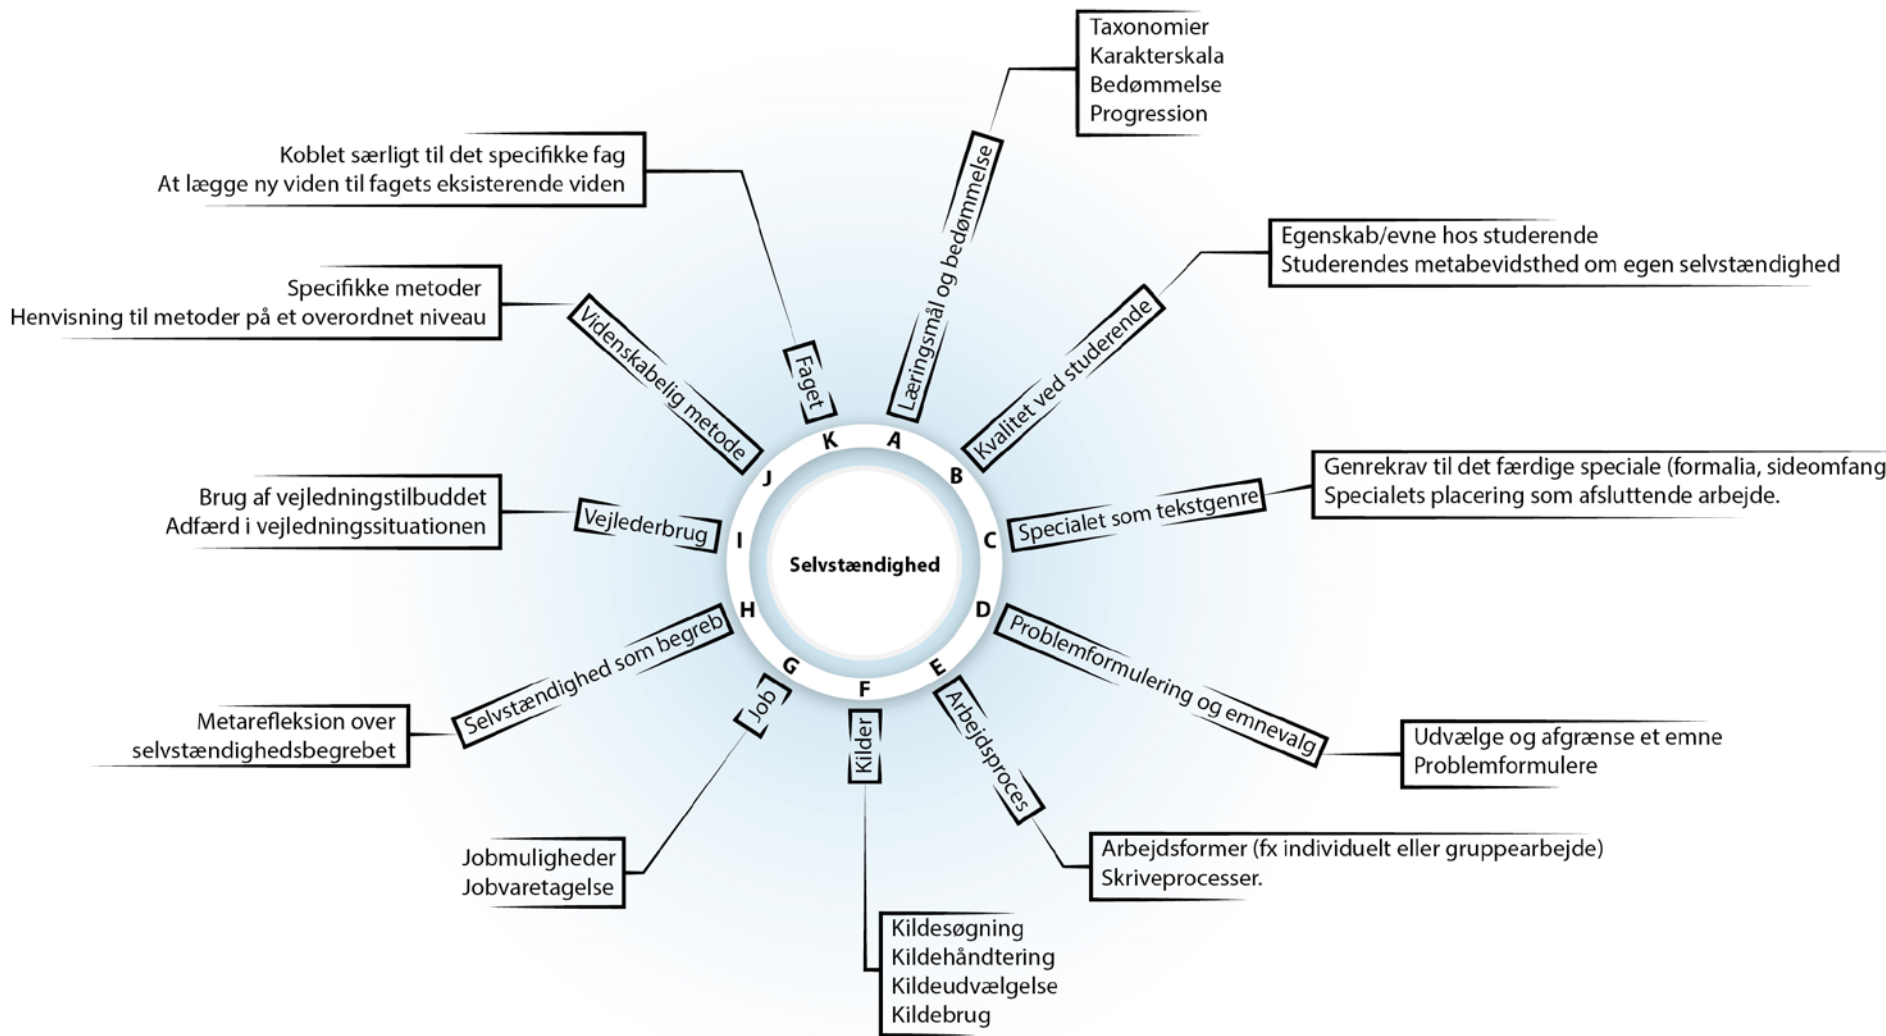 Taxonomier
Karakterskala
Bedømmelse
Progression
Læringsmål og bedømmelse
A
Egenskab/evne hos studerende
Studerendes metabevidsthed om egen selvstændighed
Kvalitet ved studerende
B
Genrekrav til det færdige speciale (formalia, sideomfang
Specialets placering som afsluttende arbejde.
Specialet som tekstgenre
C
Problemformulering og emnevalg
D
Udvælge og afgrænse et emne
Problemformulere
Arbejdsproces
E
Arbejdsformer (fx individuelt eller gruppearbejde)
Skriveprocesser.
Kilder
F
Kildesøgning
Kildehåndtering
Kildeudvælgelse
Kildebrug
Job
G
Jobmuligheder
Jobvaretagelse
Selvstændighed som begreb
H
Metarefleksion over
selvstændighedsbegrebet
Vejlederbrug
I
Brug af vejledningstilbuddet
Adfærd i vejledningssituationen
Videnskabelig metode
J
Specifikke metoder
Henvisning til metoder på et overordnet niveau
Faget
K
Koblet særligt til det specifikke fag
At lægge ny viden til fagets eksisterende viden
Selvstændighed